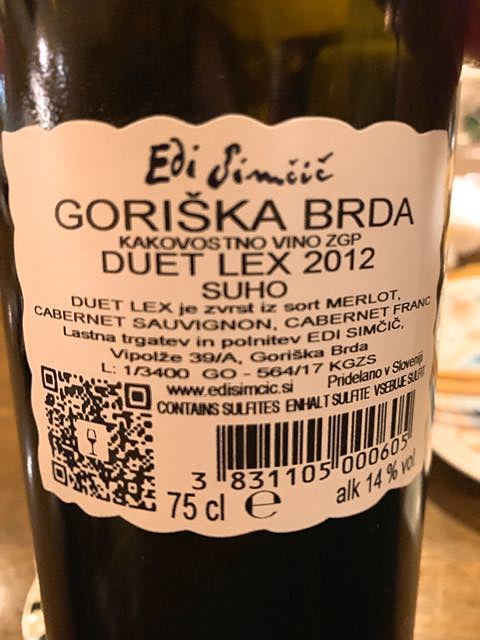 Edi Simčič
GORIŠKA BRDA
KAKOVOSTNO VINO ZGP
DUET LEX 2012
SUHO
DUET LEX je zvrst iz sort MERLOT,
CABERNET SAUVIGNON, CABERNET FRANC
Lastna trgatev in polnitev EDI SIMČIČ,
Vipolže 39/A, Goriška Brda
L: 1/3400 GO - 564/17 KGZS
www.edisimcic.si Pridelano v Sloveniji
CONTAINS SULFITES ENHALT SULFITE VSEBUJE SULFIT
3 831105 000605
75 cl e alk 14 % vol